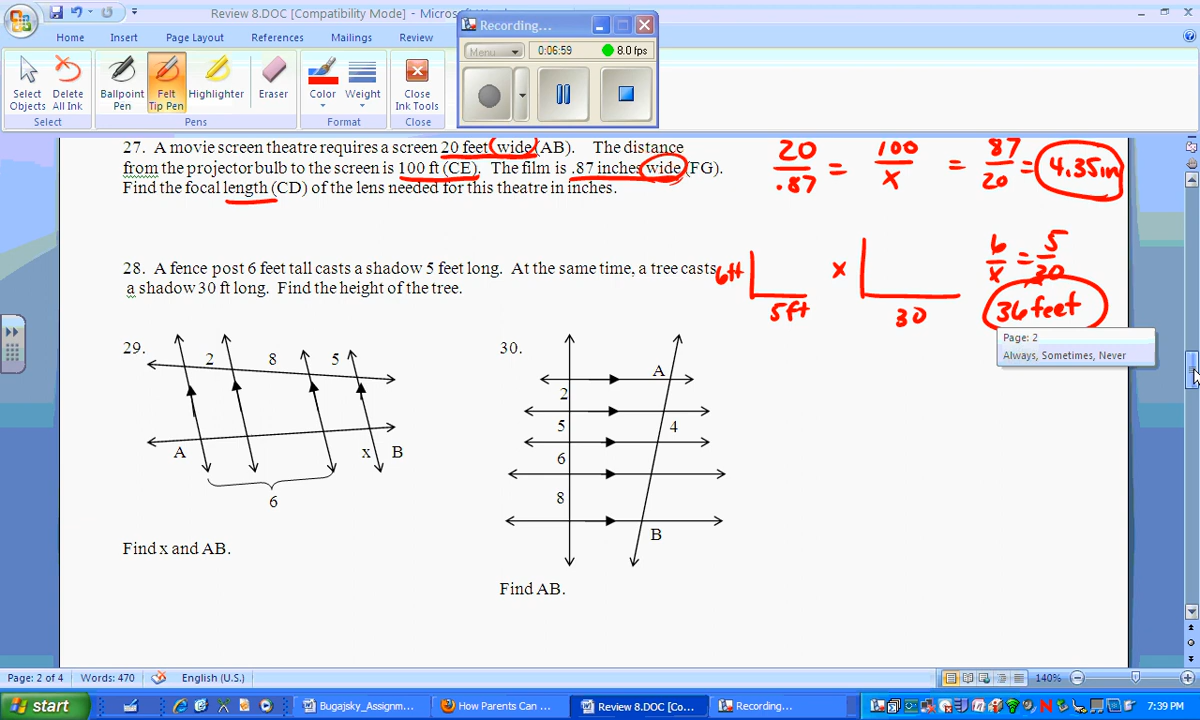 Review 8.DOC [Compatibility Mode] - Micros
Recording...
Home Insert Page Layout References Mailings Review
Menu 0:06:59 8.0 fps
Select Objects
Delete All Ink
Ballpoint Pen
Felt Tip Pen
Highlighter
Eraser
Color
Weight
Close Ink Tools
Select Pens Format Close
27. A movie screen theatre requires a screen 20 feet wide (AB). The distance
from the projector bulb to the screen is 100 ft (CE). The film is .87 inches wide (FG).
Find the focal length (CD) of the lens needed for this theatre in inches.
20/.87 = 100/x = 87/20 = 4.35in
28. A fence post 6 feet tall casts a shadow 5 feet long. At the same time, a tree casts
a shadow 30 ft long. Find the height of the tree.
6ft 5ft x 30
6/x = 5/30
36 feet
Page: 2
Always, Sometimes, Never
29. 2 8 5
A x B
6
Find x and AB.
30. A
2
5 4
6
8
B
Find AB.
Page: 2 of 4 Words: 470 English (U.S.) 140%
start Bugajsky_Assignm... How Parents Can ... Review 8.DOC [Co... Recording... 7:39 PM